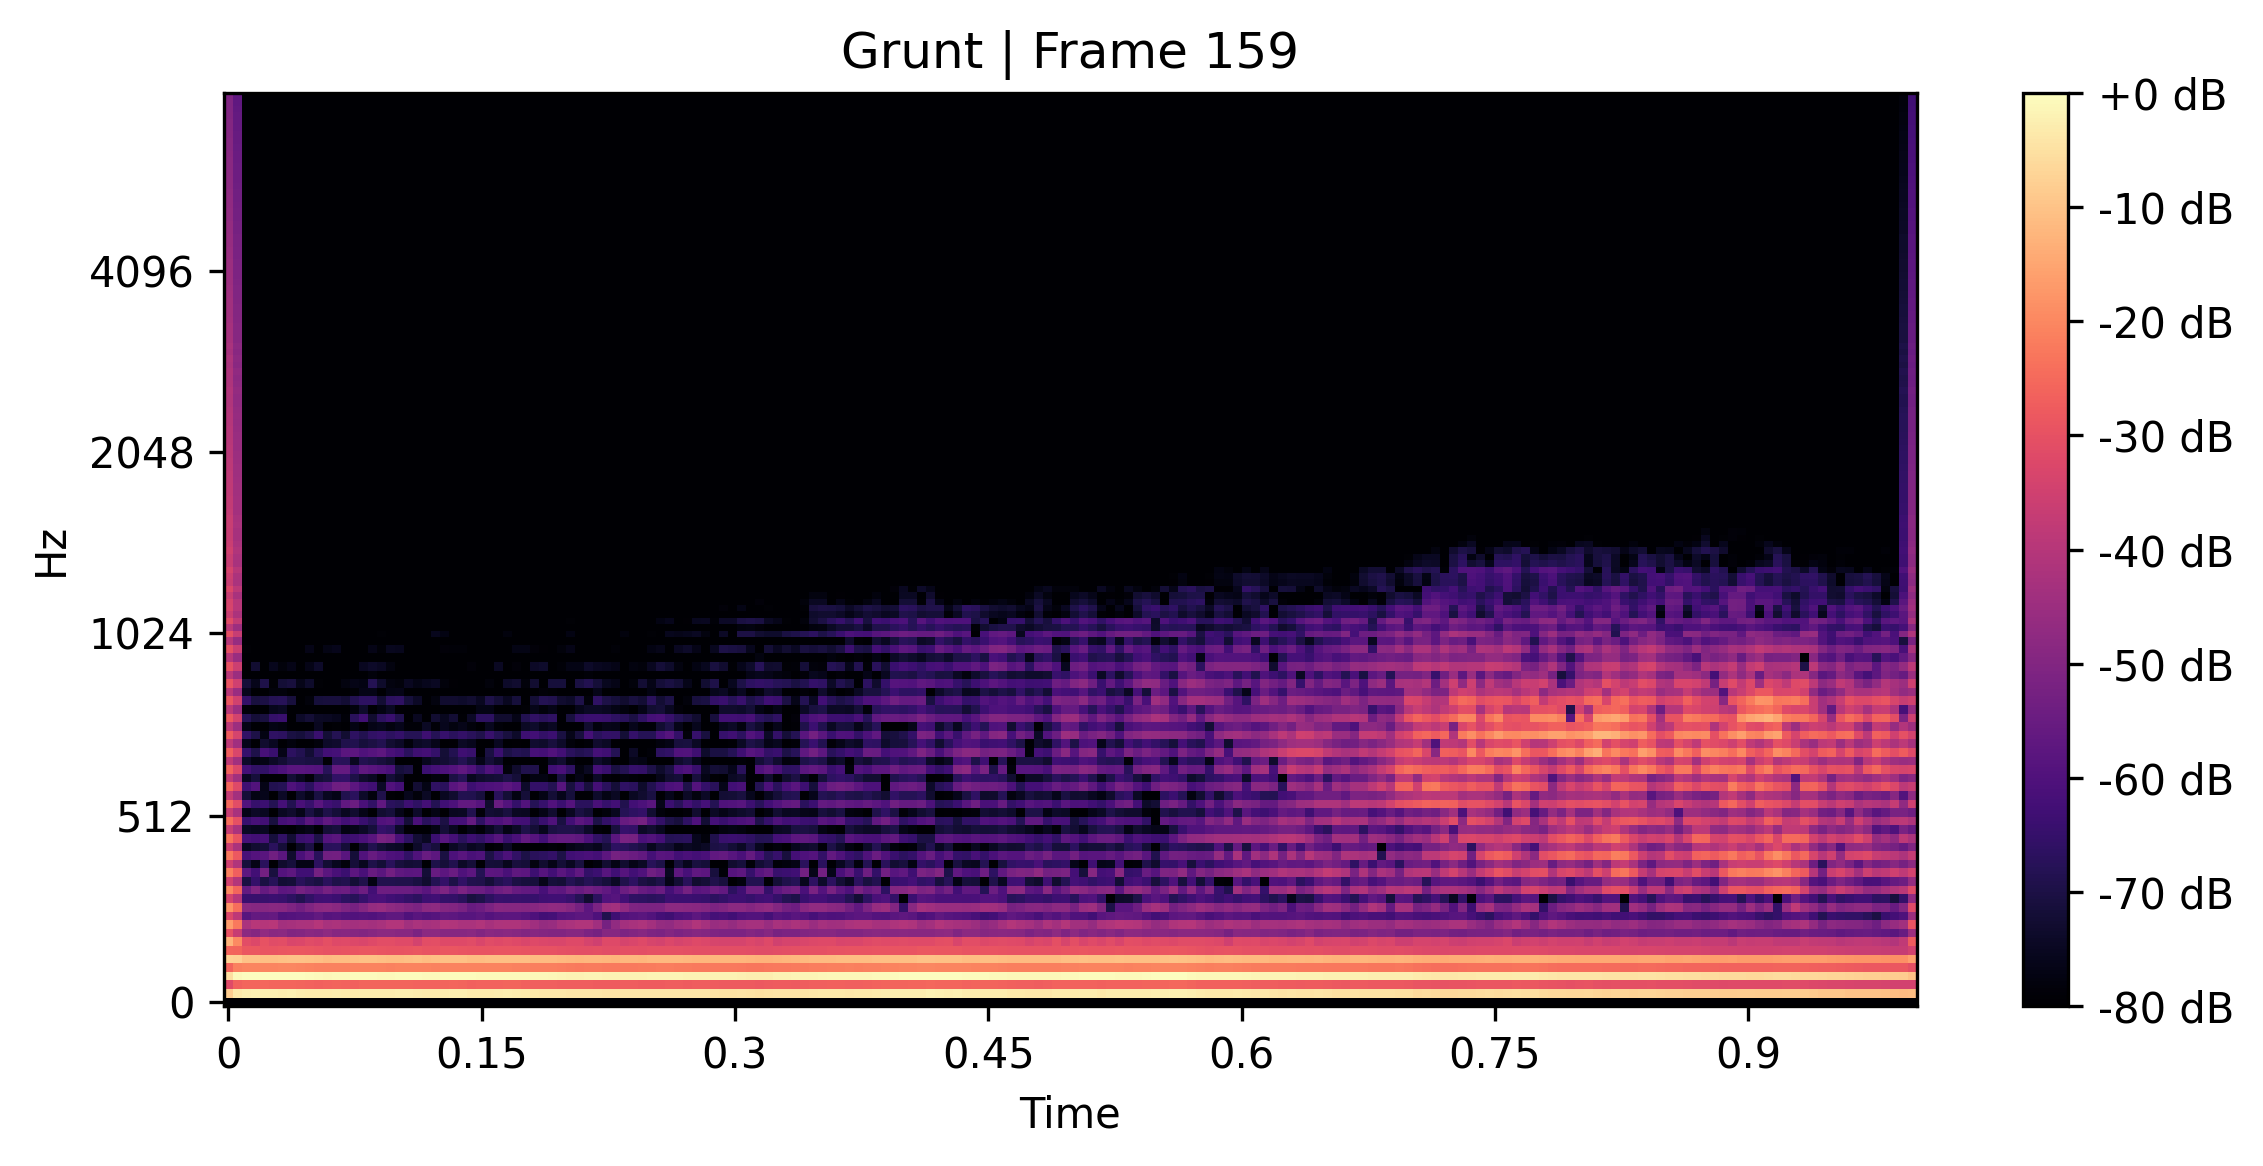 Grunt | Frame 159
+0 dB
-10 dB
-20 dB
-30 dB
-40 dB
-50 dB
-60 dB
-70 dB
-80 dB
Hz
4096
2048
1024
512
0
0 0.15 0.3 0.45 0.6 0.75 0.9
Time